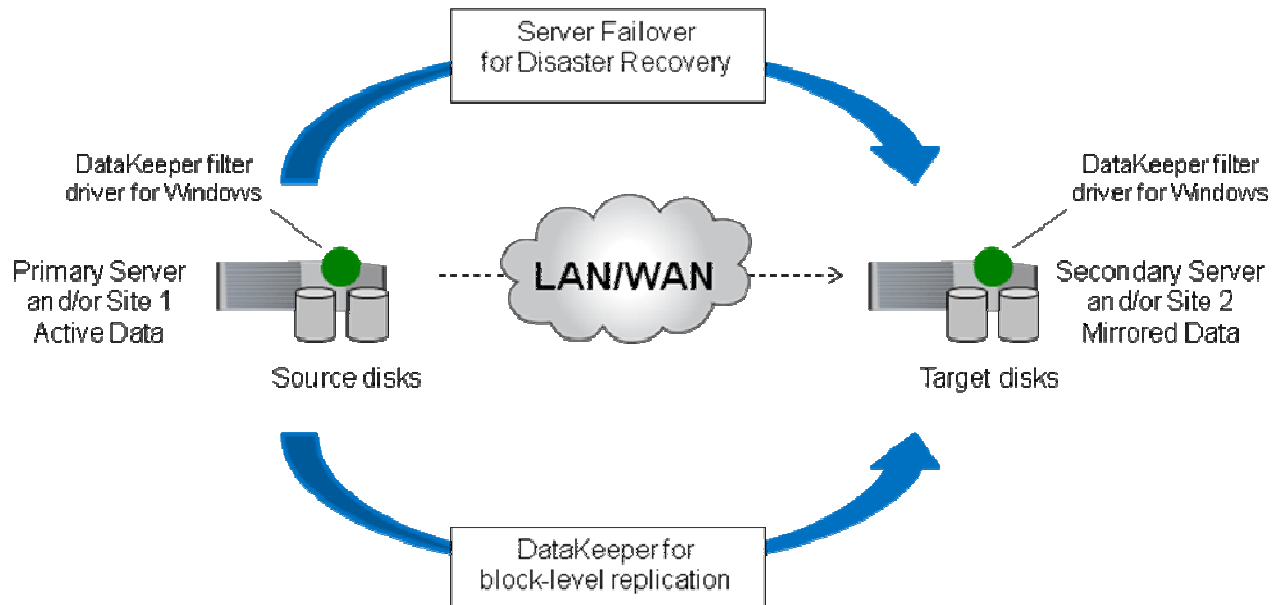 Server Failover
for Disaster Recovery
DataKeeper filter
driver for Windows
DataKeeper filter
driver for Windows
Primary Server
and/or Site 1
Active Data
LAN/WAN
Secondary Server
and/or Site 2
Mirrored Data
Source disks
Target disks
DataKeeper for
block-level replication